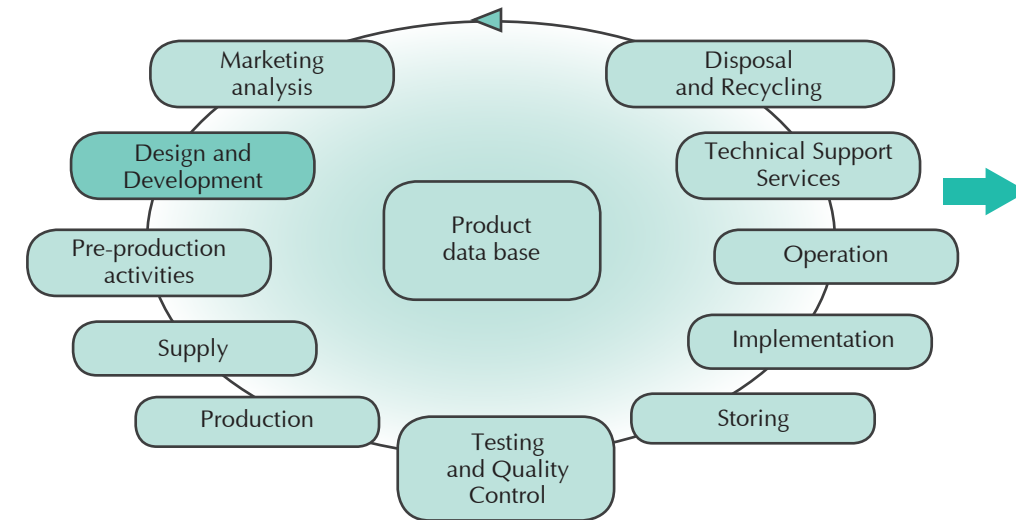 Marketing
analysis
Disposal
and Recycling
Design and
Development
Technical Support
Services
Pre-production
activities
Product
data base
Operation
Supply
Implementation
Production
Storing
Testing
and Quality
Control